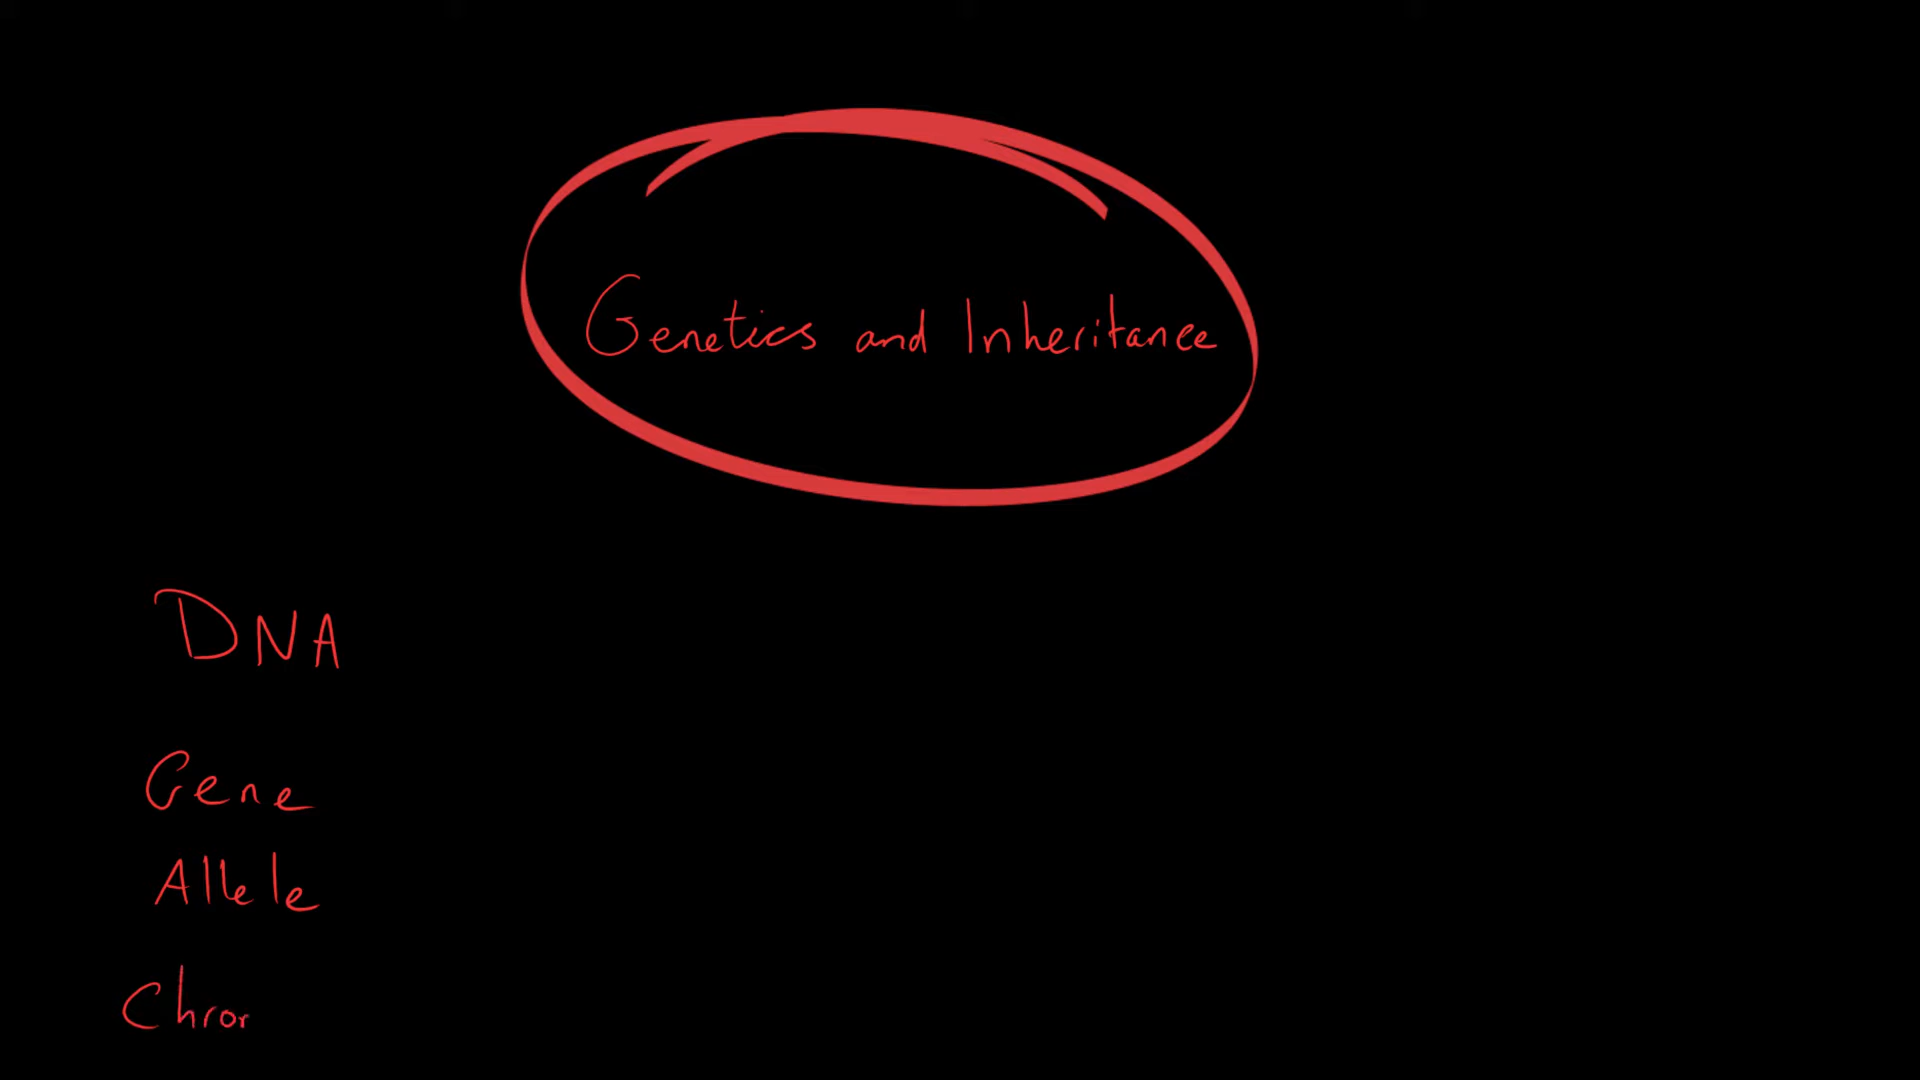 Genetics and Inheritance
DNA
Gene
Allele
Chror